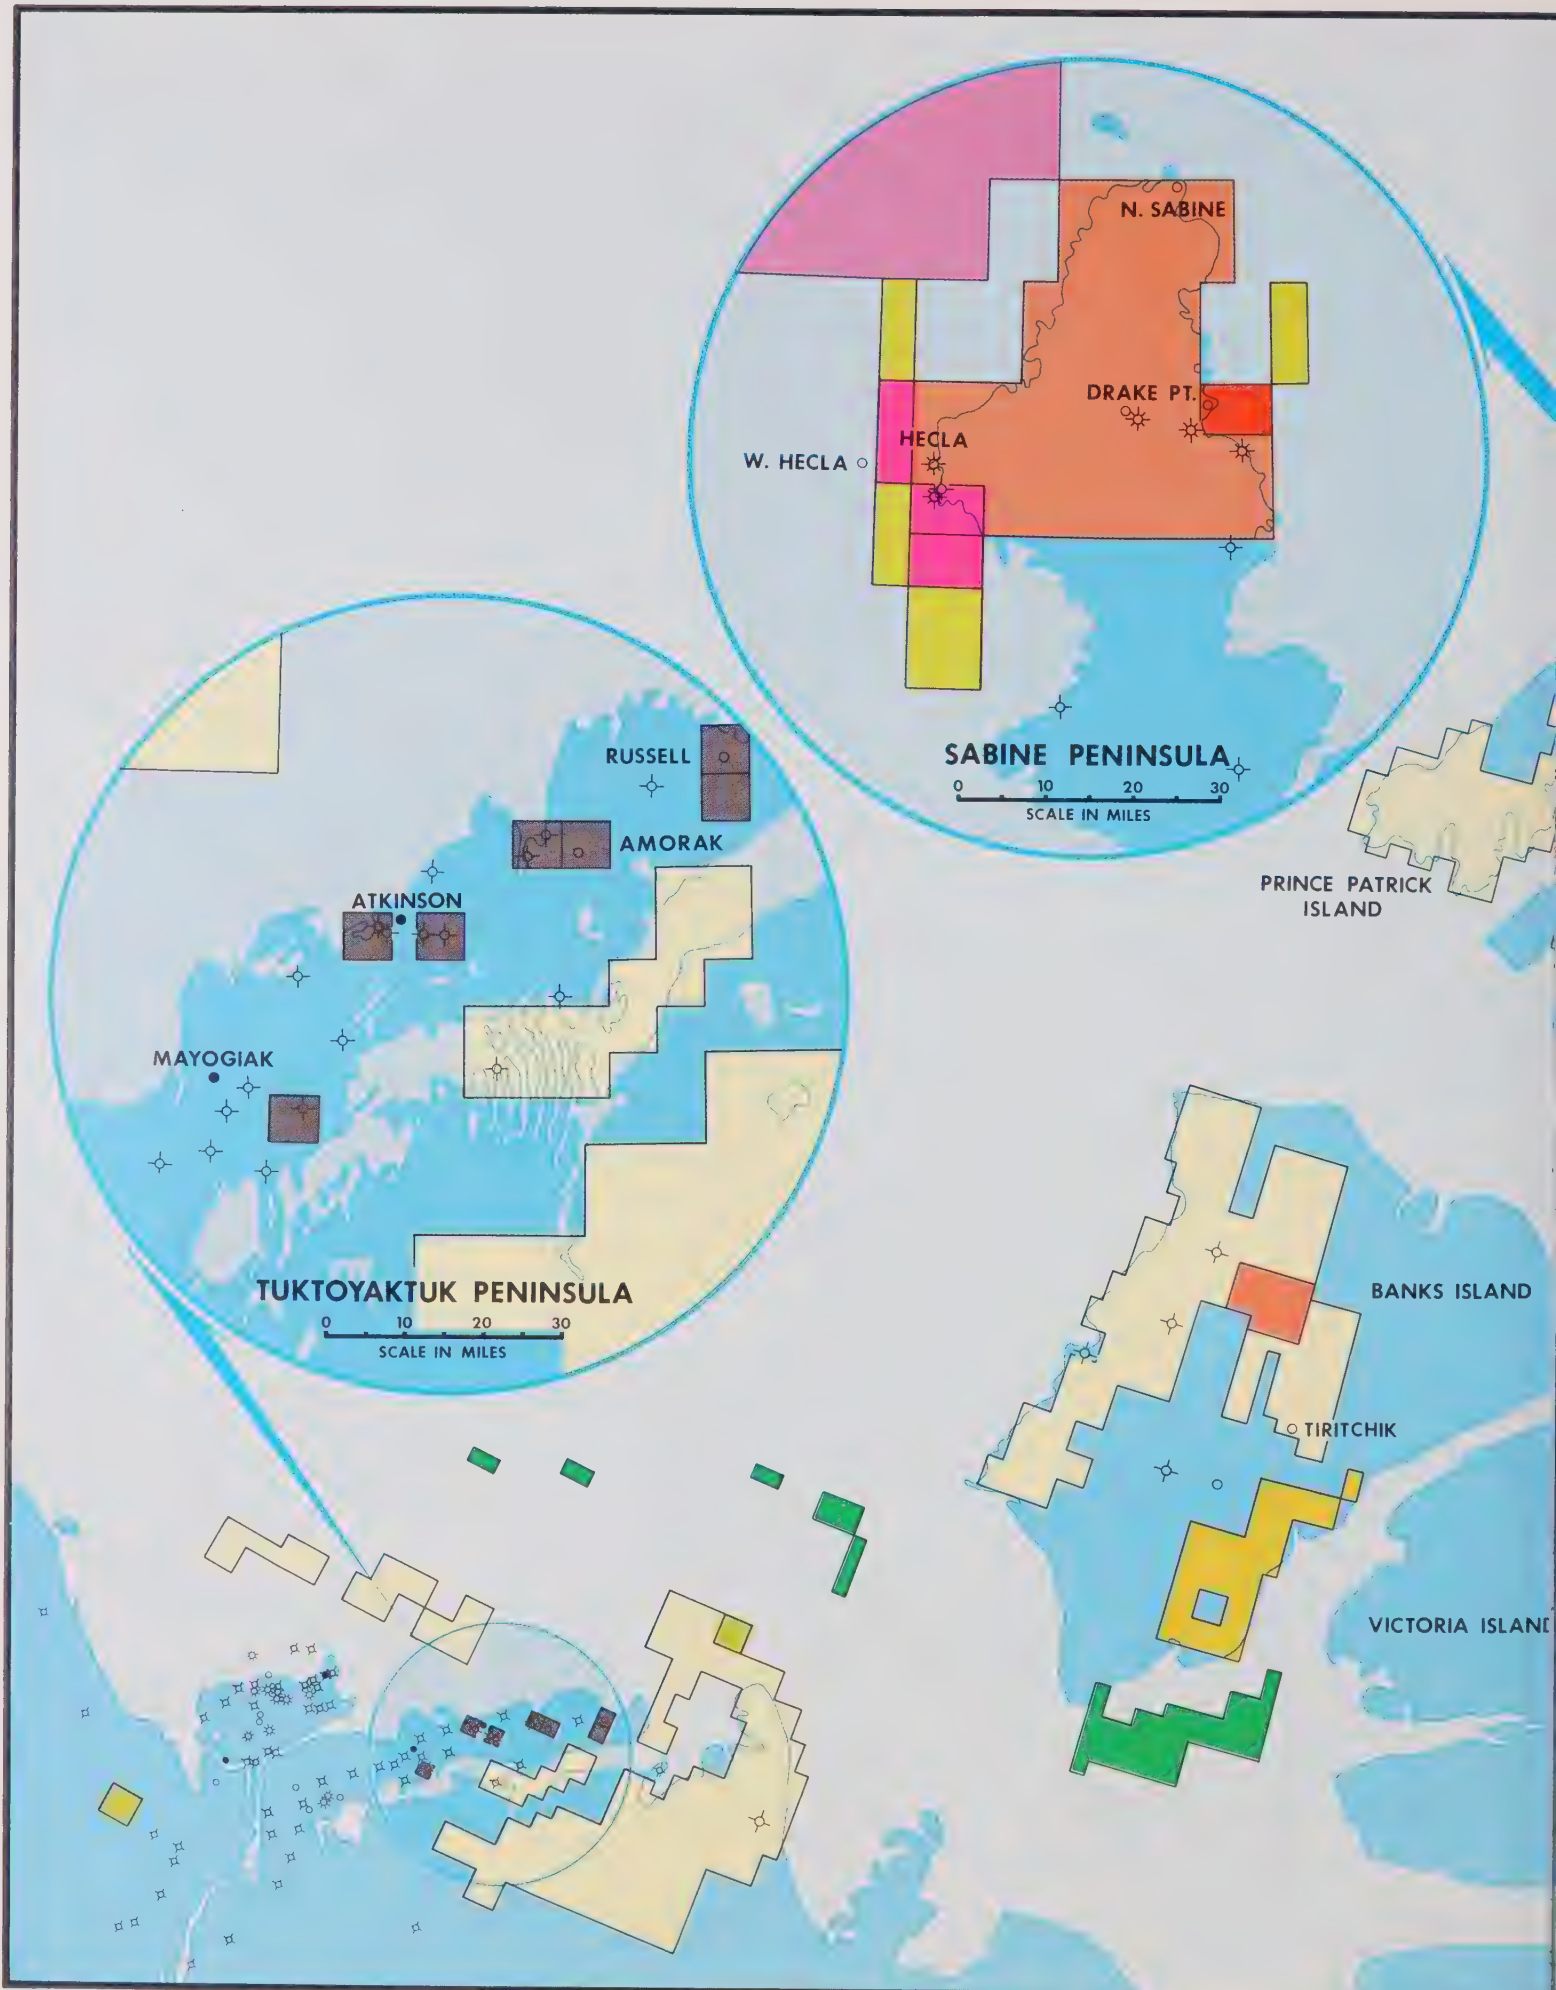 N. SABINE
DRAKE PT.
HECLA
W. HECLA
SABINE PENINSULA
0 10 20 30
SCALE IN MILES
RUSSELL
AMORAK
ATKINSON
MAYOGIAK
TUKTOYAKTUK PENINSULA
0 10 20 30
SCALE IN MILES
PRINCE PATRICK
ISLAND
BANKS ISLAND
TIRITCHIK
VICTORIA ISLAND